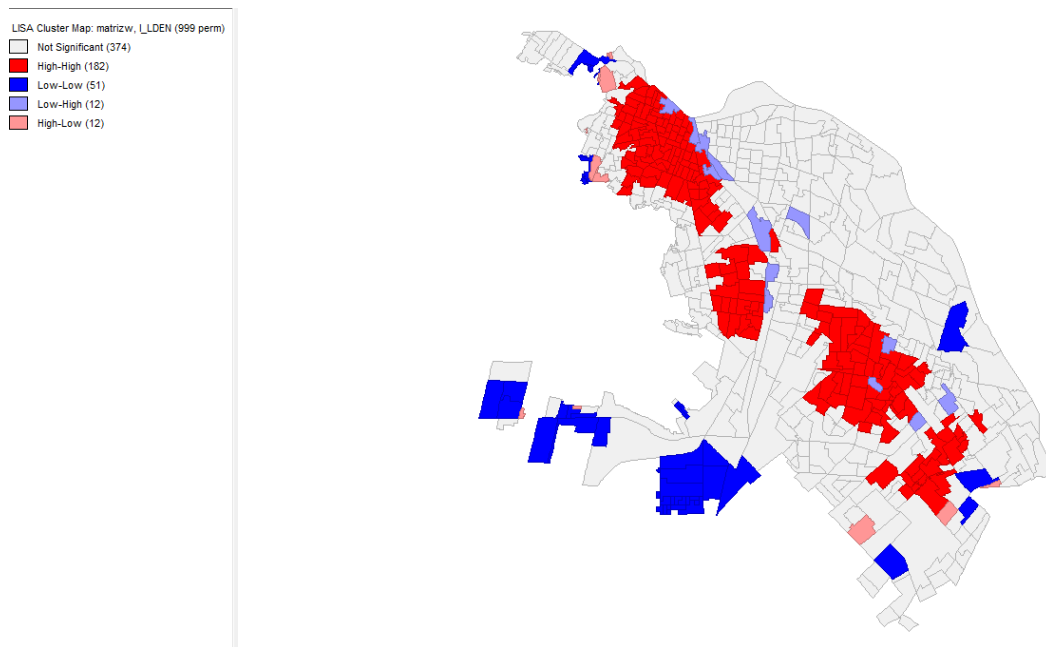 LISA Cluster Map: matrizw, I_LDEN (999 perm)
Not Significant (374)
High-High (182)
Low-Low (51)
Low-High (12)
High-Low (12)